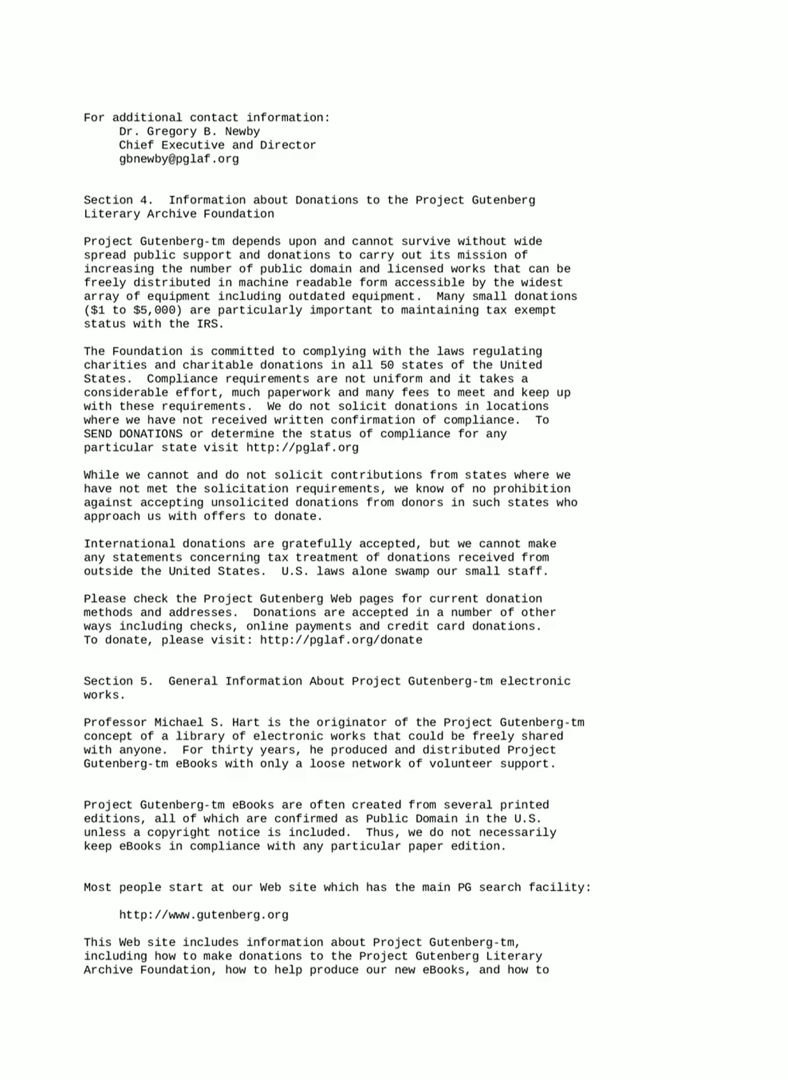 For additional contact information:
Dr. Gregory B. Newby
Chief Executive and Director
gbnewby@pglaf.org
Section 4.  Information about Donations to the Project Gutenberg
Literary Archive Foundation
Project Gutenberg-tm depends upon and cannot survive without wide
spread public support and donations to carry out its mission of
increasing the number of public domain and licensed works that can be
freely distributed in machine readable form accessible by the widest
array of equipment including outdated equipment.  Many small donations
($1 to $5,000) are particularly important to maintaining tax exempt
status with the IRS.
The Foundation is committed to complying with the laws regulating
charities and charitable donations in all 50 states of the United
States.  Compliance requirements are not uniform and it takes a
considerable effort, much paperwork and many fees to meet and keep up
with these requirements.  We do not solicit donations in locations
where we have not received written confirmation of compliance.  To
SEND DONATIONS or determine the status of compliance for any
particular state visit http://pglaf.org
While we cannot and do not solicit contributions from states where we
have not met the solicitation requirements, we know of no prohibition
against accepting unsolicited donations from donors in such states who
approach us with offers to donate.
International donations are gratefully accepted, but we cannot make
any statements concerning tax treatment of donations received from
outside the United States.  U.S. laws alone swamp our small staff.
Please check the Project Gutenberg Web pages for current donation
methods and addresses.  Donations are accepted in a number of other
ways including checks, online payments and credit card donations.
To donate, please visit: http://pglaf.org/donate
Section 5.  General Information About Project Gutenberg-tm electronic
works.
Professor Michael S. Hart is the originator of the Project Gutenberg-tm
concept of a library of electronic works that could be freely shared
with anyone.  For thirty years, he produced and distributed Project
Gutenberg-tm eBooks with only a loose network of volunteer support.
Project Gutenberg-tm eBooks are often created from several printed
editions, all of which are confirmed as Public Domain in the U.S.
unless a copyright notice is included.  Thus, we do not necessarily
keep eBooks in compliance with any particular paper edition.
Most people start at our Web site which has the main PG search facility:
http://www.gutenberg.org
This Web site includes information about Project Gutenberg-tm,
including how to make donations to the Project Gutenberg Literary
Archive Foundation, how to help produce our new eBooks, and how to